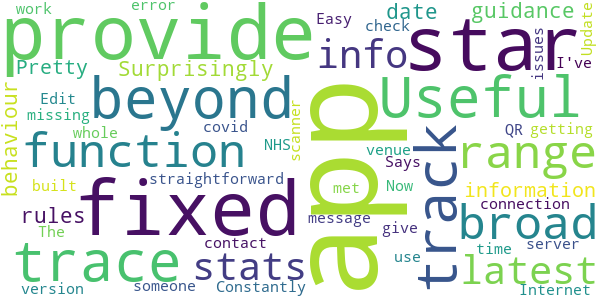 work
error
provide
Pretty
Surprisingly
Easy
check
date
guidance
info
star
issues
I've
Update
Edit
beyond
missing
behaviour
whole
covid
NHS
scanner
function
built
straightforward
app
Useful
venue
QR
getting
Says
track
range
met
Now
information
rules
fixed
The
contact
message
give
connection
broad
trace
stats
use
time
server
latest
version
someone
Constantly
Internet